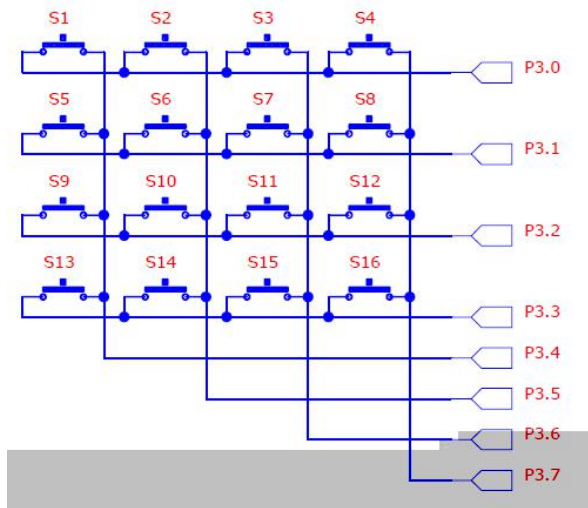 S1 S2 S3 S4
P3.0
S5 S6 S7 S8
P3.1
S9 S10 S11 S12
P3.2
S13 S14 S15 S16
P3.3
P3.4
P3.5
P3.6
P3.7